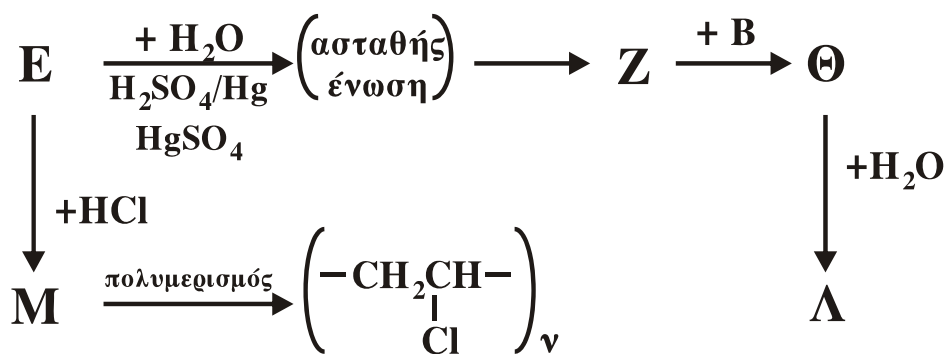 E + H₂O (ασταθής Z + B Θ
H₂SO₄/Hg ένωση)
HgSO₄
+HCl +H₂O
M πολυμερισμός (–CH₂CH–)ν Λ
Cl